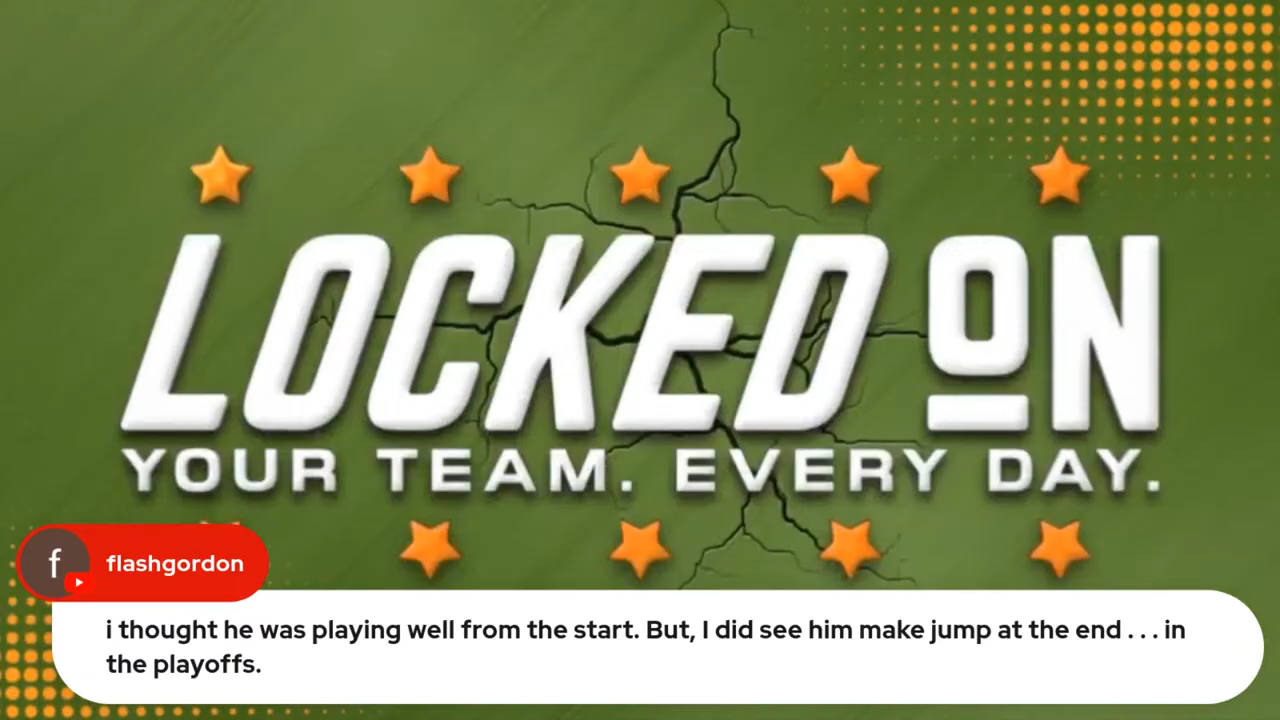 LOCKED ON
YOUR TEAM. EVERY DAY.
f
flashgordon
i thought he was playing well from the start. But, I did see him make jump at the end . . . in
the playoffs.